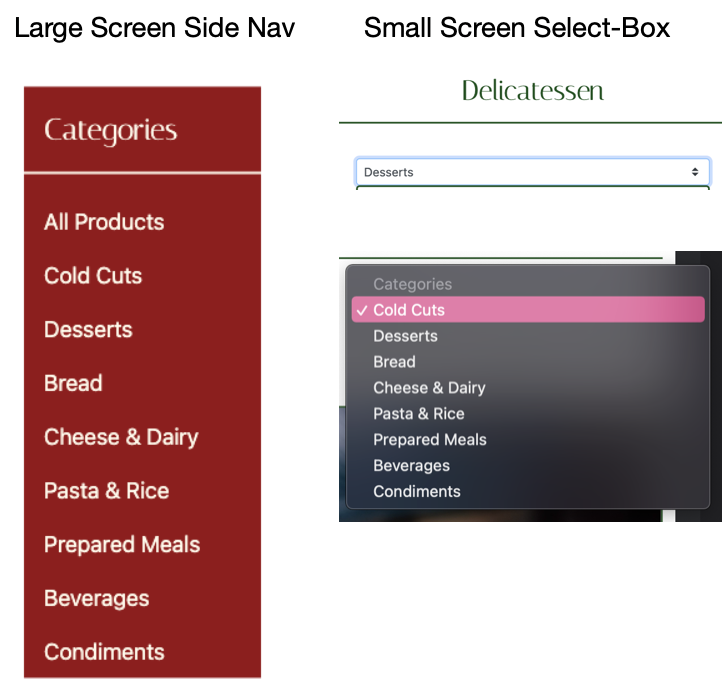 Large Screen Side Nav
Categories
All Products
Cold Cuts
Desserts
Bread
Cheese & Dairy
Pasta & Rice
Prepared Meals
Beverages
Condiments
Small Screen Select-Box
Delicatessen
Desserts
Categories
✓ Cold Cuts
Desserts
Bread
Cheese & Dairy
Pasta & Rice
Prepared Meals
Beverages
Condiments